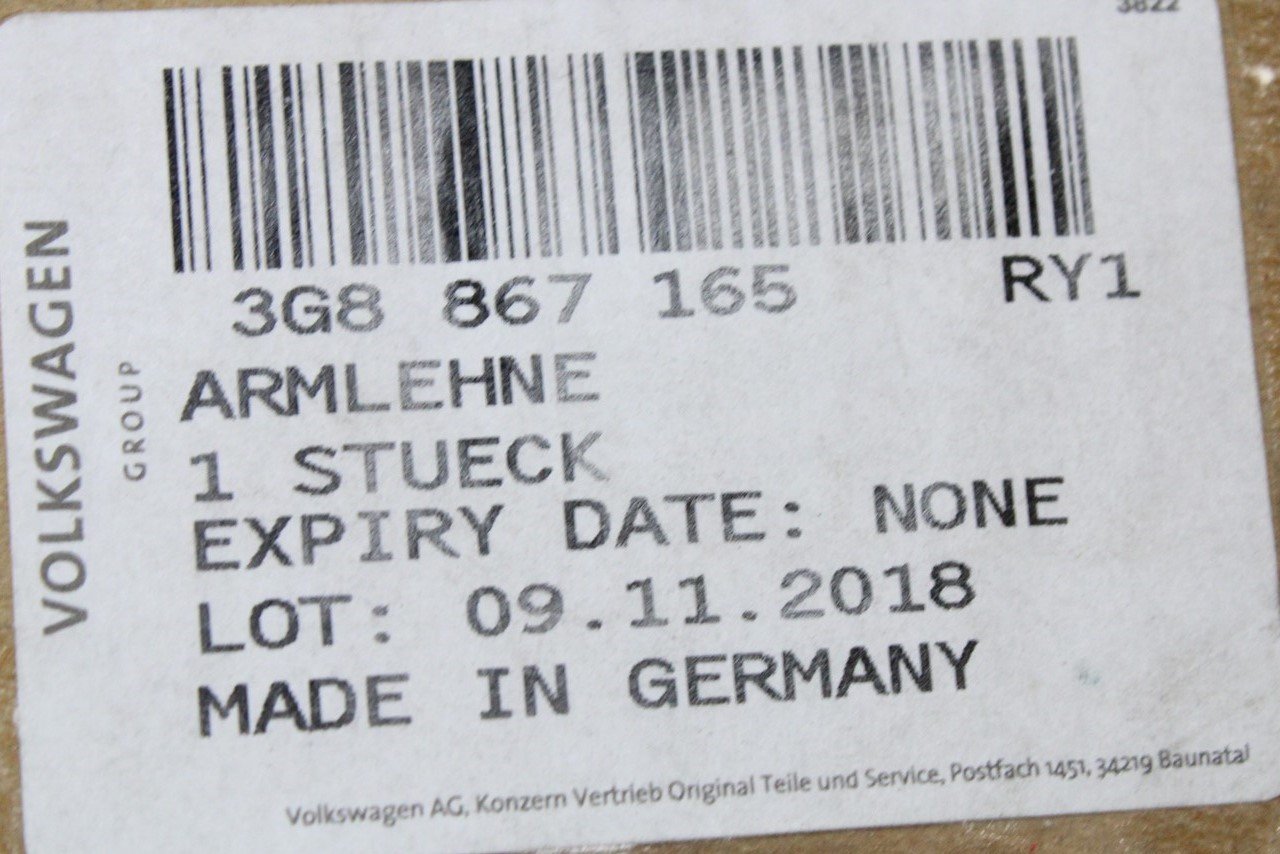 3822
3G8 867 165 RY1
ARMLEHNE
1 STUECK
EXPIRY DATE: NONE
LOT: 09.11.2018
MADE IN GERMANY
VOLKSWAGEN
GROUP
Volkswagen AG, Konzern Vertrieb Original Teile und Service, Postfach 1451, 34219 Baunatal